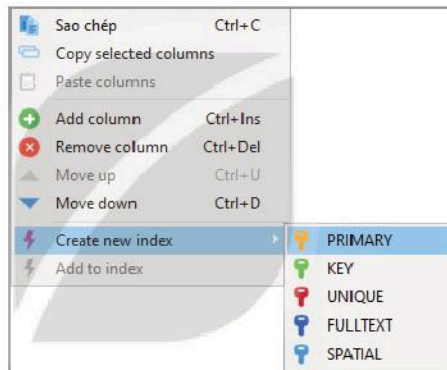 Sao chép Ctrl+C
Copy selected columns
Paste columns
Add column Ctrl+Ins
Remove column Ctrl+Del
Move up Ctrl+U
Move down Ctrl+D
Create new index
Add to index
PRIMARY
KEY
UNIQUE
FULLTEXT
SPATIAL